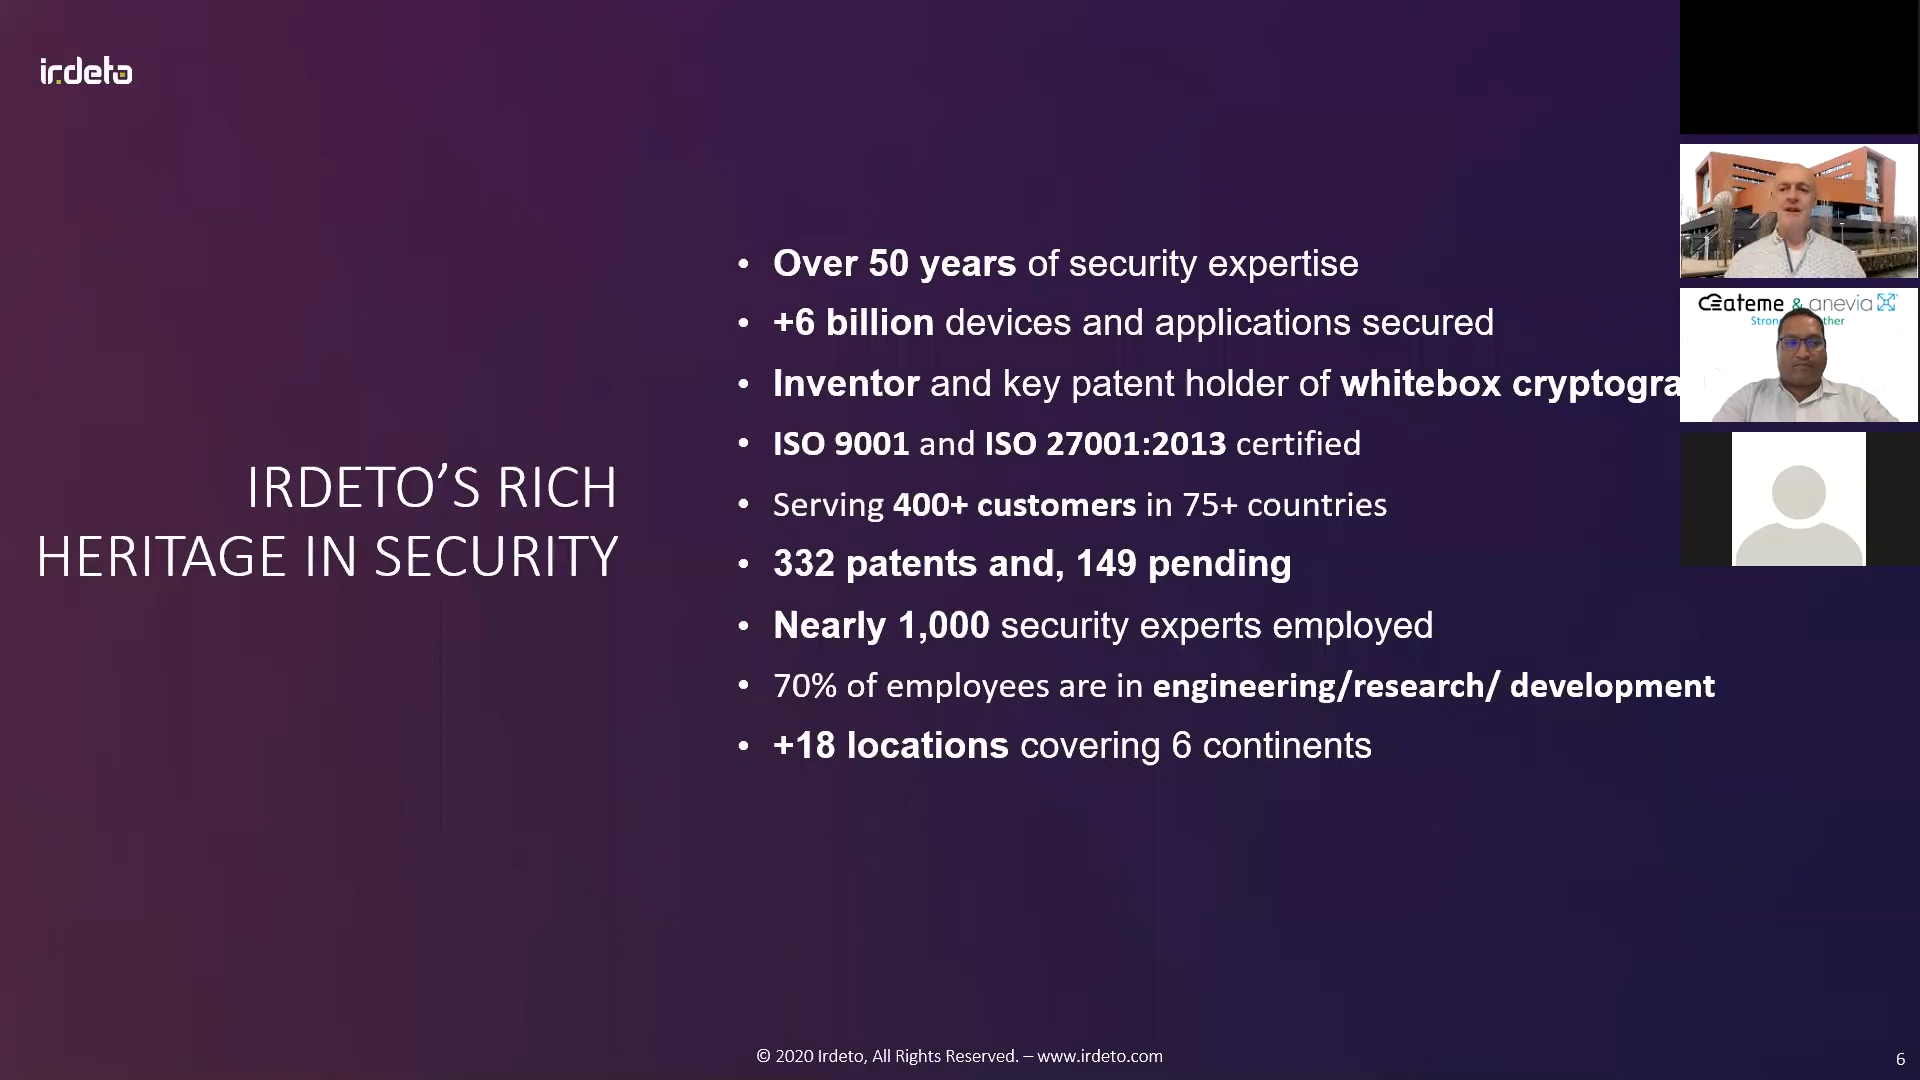 irdeto
IRDETO’S RICH
HERITAGE IN SECURITY
• Over 50 years of security expertise
• +6 billion devices and applications secured
• Inventor and key patent holder of whitebox cryptogra
• ISO 9001 and ISO 27001:2013 certified
• Serving 400+ customers in 75+ countries
• 332 patents and, 149 pending
• Nearly 1,000 security experts employed
• 70% of employees are in engineering/research/ development
• +18 locations covering 6 continents
ateme & anevia
© 2020 Irdeto, All Rights Reserved. – www.irdeto.com
6